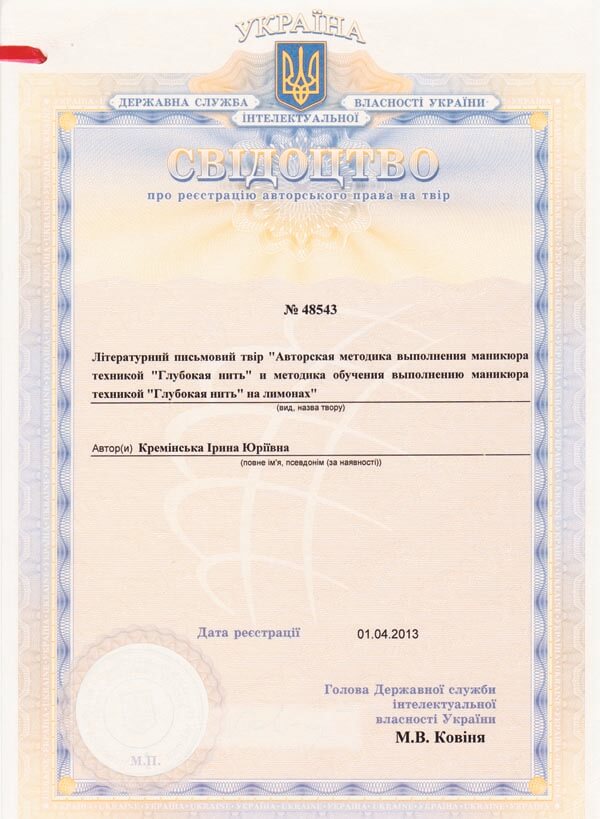 УКРАЇНА
ДЕРЖАВНА СЛУЖБА
ІНТЕЛЕКТУАЛЬНОЇ
ВЛАСНОСТІ УКРАЇНИ
СВІДОЦТВО
про реєстрацію авторського права на твір
№ 48543
Літературний письмовий твір "Авторская методика выполнения маникюра
техникой "Глубокая нить" и методика обучения выполнению маникюра
техникой "Глубокая нить" на лимонах"
(вид, назва твору)
Автор(и) Кремінська Ірина Юріївна
(повне ім'я, псевдонім (за наявності))
Дата реєстрації 01.04.2013
Голова Державної служби
інтелектуальної
власності України
М.В. Ковіня
М.П.
УКРАЇНА • UKRAINE • УКРАЇНА • UKRAINE • УКРАЇНА • UKRAINE